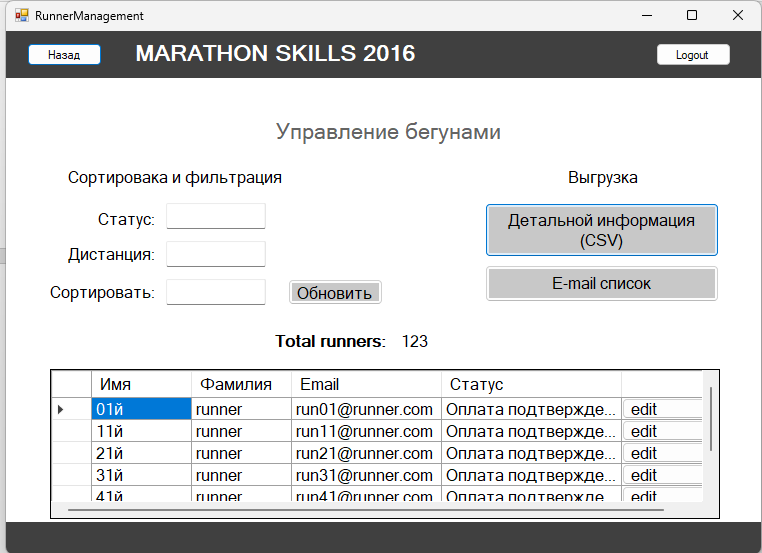 RunnerManagement
Назад MARATHON SKILLS 2016 Logout
Управление бегунами
Сортировака и фильтрация Выгрузка
Статус: Детальной информация
(CSV)
Дистанция:
Сортировать: Обновить E-mail список
Total runners: 123
Имя Фамилия Email Статус
01й runner run01@runner.com Оплата подтвержде... edit
11й runner run11@runner.com Оплата подтвержде... edit
21й runner run21@runner.com Оплата подтвержде... edit
31й runner run31@runner.com Оплата подтвержде... edit
41й runner run41@runner.com Оплата подтвержде... edit